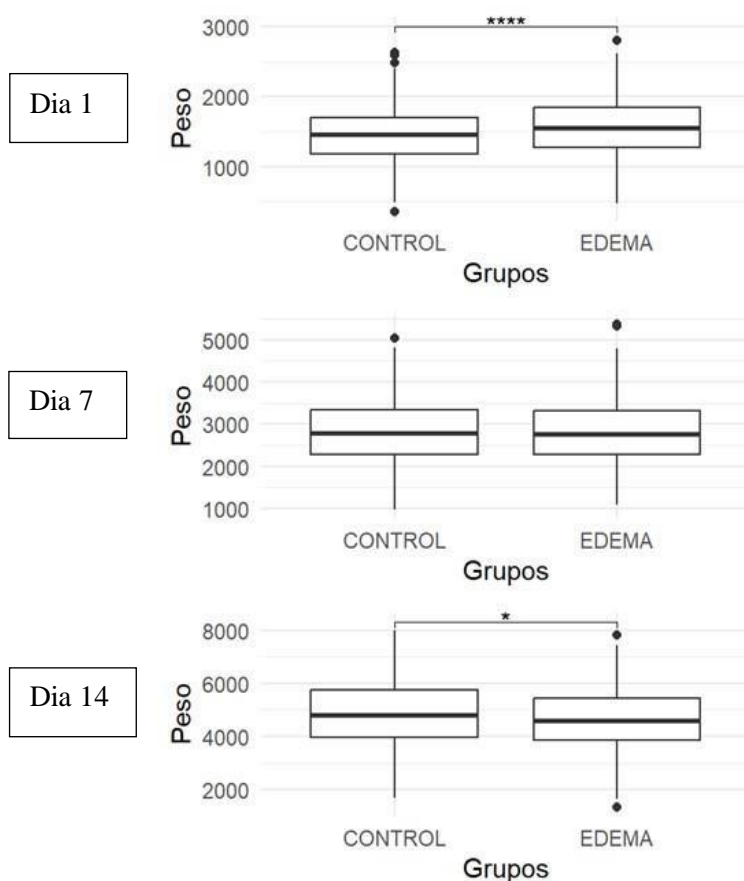 Dia 1
Peso
3000
2000
1000
****
CONTROL EDEMA
Grupos
Dia 7
Peso
5000
4000
3000
2000
1000
CONTROL EDEMA
Grupos
Dia 14
Peso
8000
6000
4000
2000
*
CONTROL EDEMA
Grupos